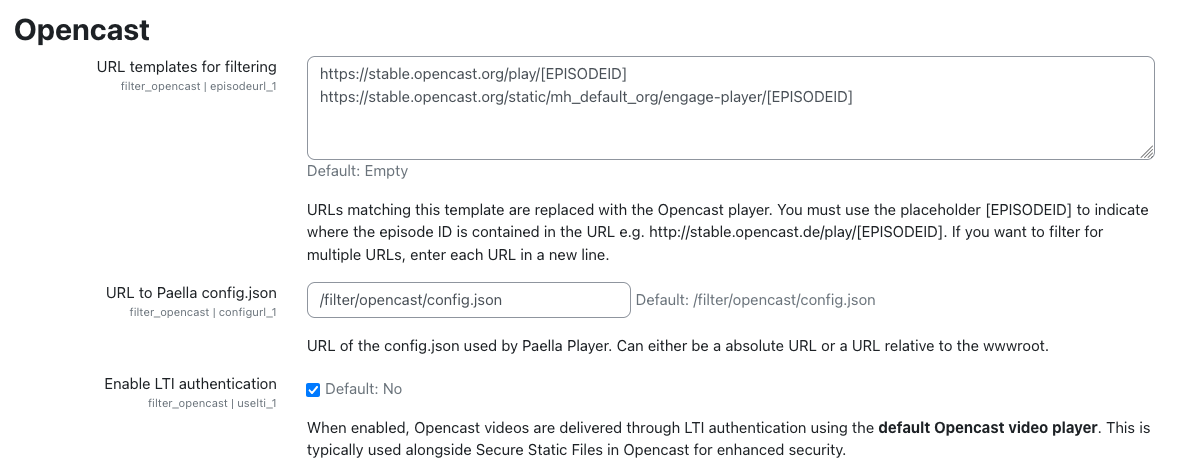 Opencast
URL templates for filtering
filter_opencast | episodeurl_1
https://stable.opencast.org/play/[EPISODEID]
https://stable.opencast.org/static/mh_default_org/engage-player/[EPISODEID]
Default: Empty
URLs matching this template are replaced with the Opencast player. You must use the placeholder [EPISODEID] to indicate
where the episode ID is contained in the URL e.g. http://stable.opencast.de/play/[EPISODEID]. If you want to filter for
multiple URLs, enter each URL in a new line.
URL to Paella config.json
filter_opencast | configurl_1
/filter/opencast/config.json
Default: /filter/opencast/config.json
URL of the config.json used by Paella Player. Can either be a absolute URL or a URL relative to the wwwroot.
Enable LTI authentication
filter_opencast | uselti_1
Default: No
When enabled, Opencast videos are delivered through LTI authentication using the default Opencast video player. This is
typically used alongside Secure Static Files in Opencast for enhanced security.